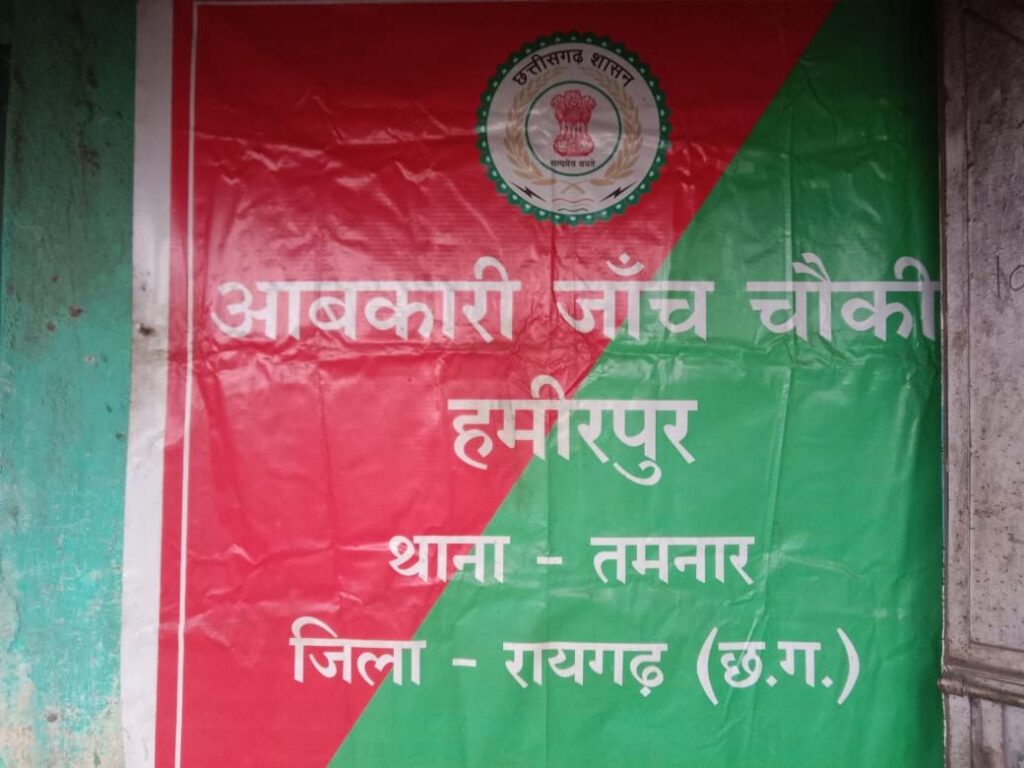 छत्तीसगढ़ शासन
सत्यमेव जयते
आबकारी जाँच चौकी
हमीरपुर
थाना - तमनार
जिला - रायगढ़ (छ.ग.)